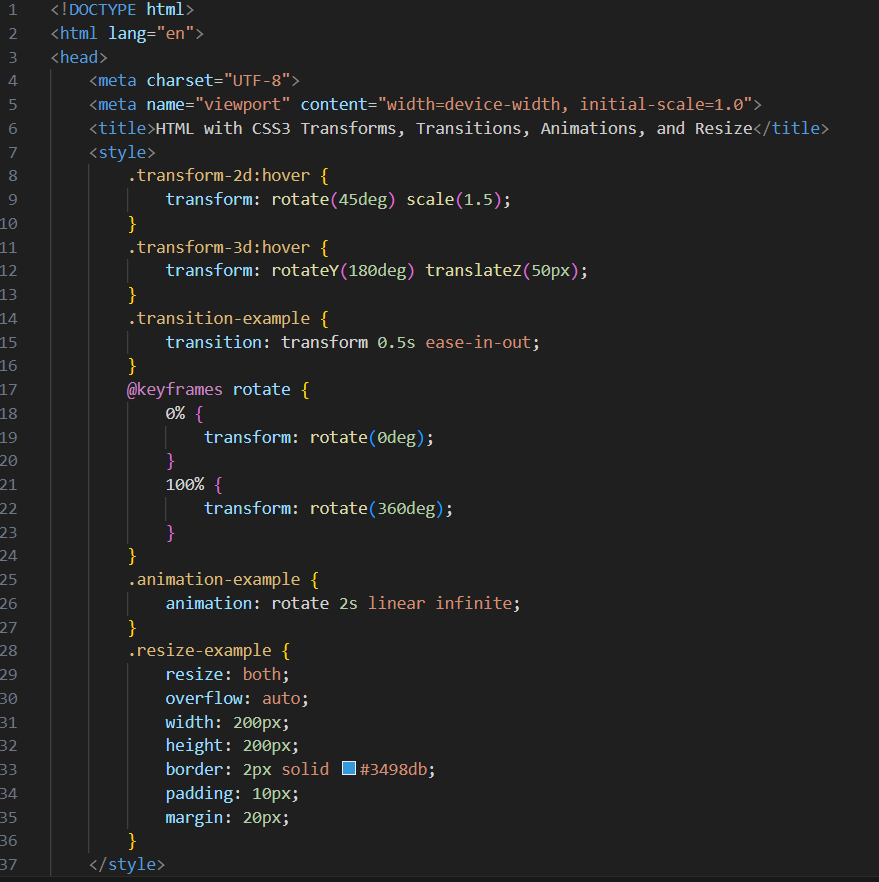 1 <!DOCTYPE html>
2 <html lang="en">
3 <head>
4     <meta charset="UTF-8">
5     <meta name="viewport" content="width=device-width, initial-scale=1.0">
6     <title>HTML with CSS3 Transforms, Transitions, Animations, and Resize</title>
7     <style>
8         .transform-2d:hover {
9             transform: rotate(45deg) scale(1.5);
10         }
11         .transform-3d:hover {
12             transform: rotateY(180deg) translateZ(50px);
13         }
14         .transition-example {
15             transition: transform 0.5s ease-in-out;
16         }
17         @keyframes rotate {
18             0% {
19                 transform: rotate(0deg);
20             }
21             100% {
22                 transform: rotate(360deg);
23             }
24         }
25         .animation-example {
26             animation: rotate 2s linear infinite;
27         }
28         .resize-example {
29             resize: both;
30             overflow: auto;
31             width: 200px;
32             height: 200px;
33             border: 2px solid #3498db;
34             padding: 10px;
35             margin: 20px;
36         }
37     </style>